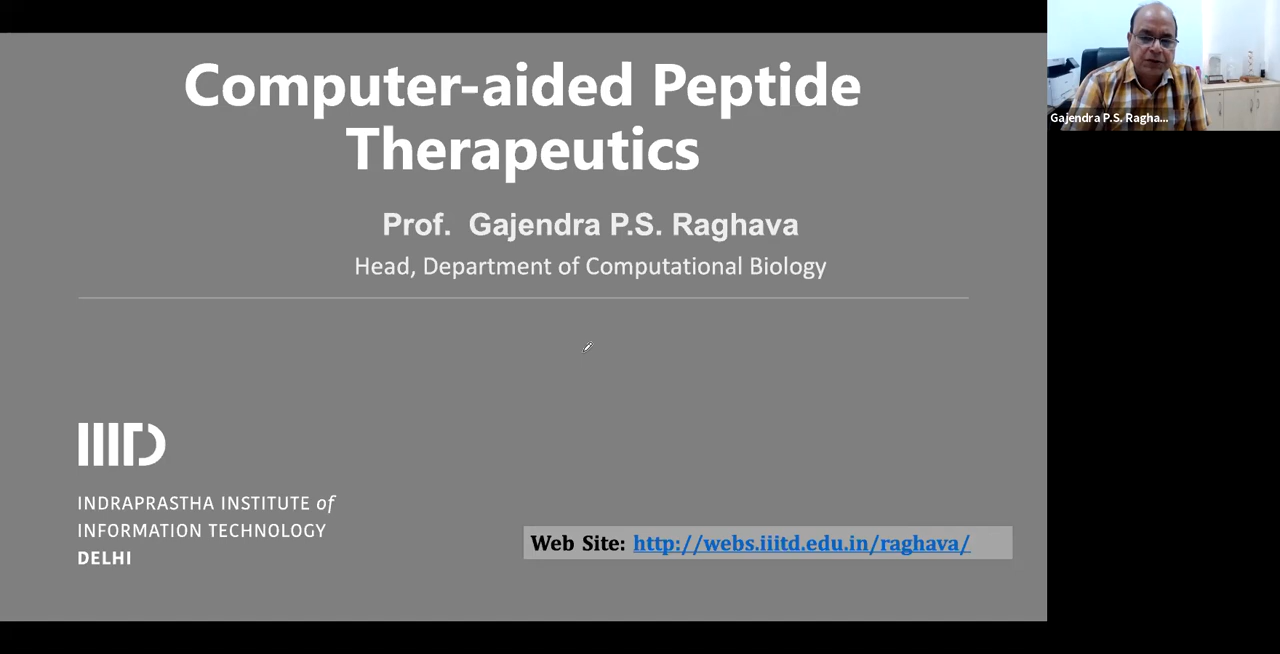 Computer-aided Peptide
Therapeutics
Prof. Gajendra P.S. Raghava
Head, Department of Computational Biology
IIITD
INDRAPRASTHA INSTITUTE of
INFORMATION TECHNOLOGY
DELHI
Web Site: http://webs.iiitd.edu.in/raghava/
Gajendra P.S. Ragha...